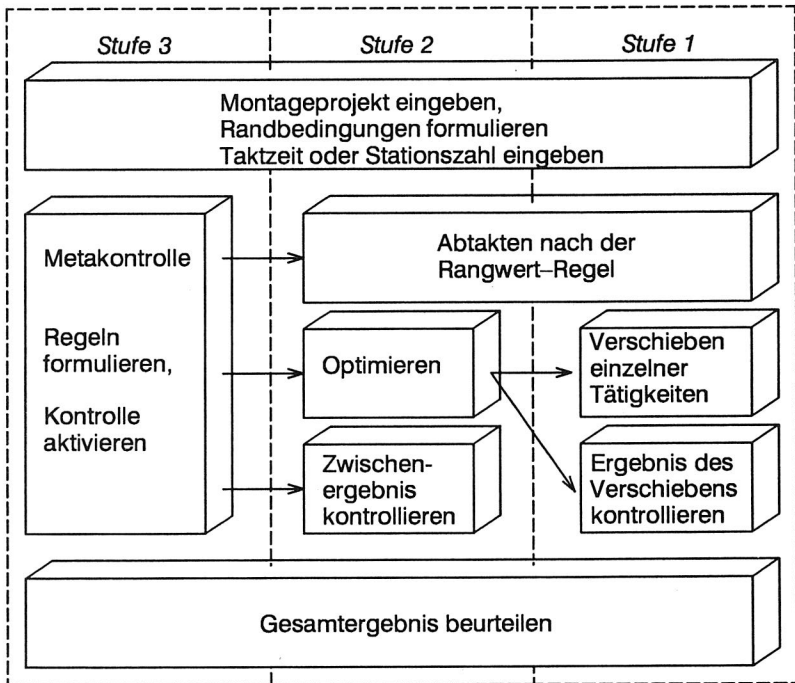 Stufe 3
Stufe 2
Stufe 1
Montageprojekt eingeben,
Randbedingungen formulieren
Taktzeit oder Stationszahl eingeben
Metakontrolle
Regeln
formulieren,
Kontrolle
aktivieren
Abtakten nach der
Rangwert–Regel
Optimieren
Verschieben
einzelner
Tätigkeiten
Zwischen-
ergebnis
kontrollieren
Ergebnis des
Verschiebens
kontrollieren
Gesamtergebnis beurteilen